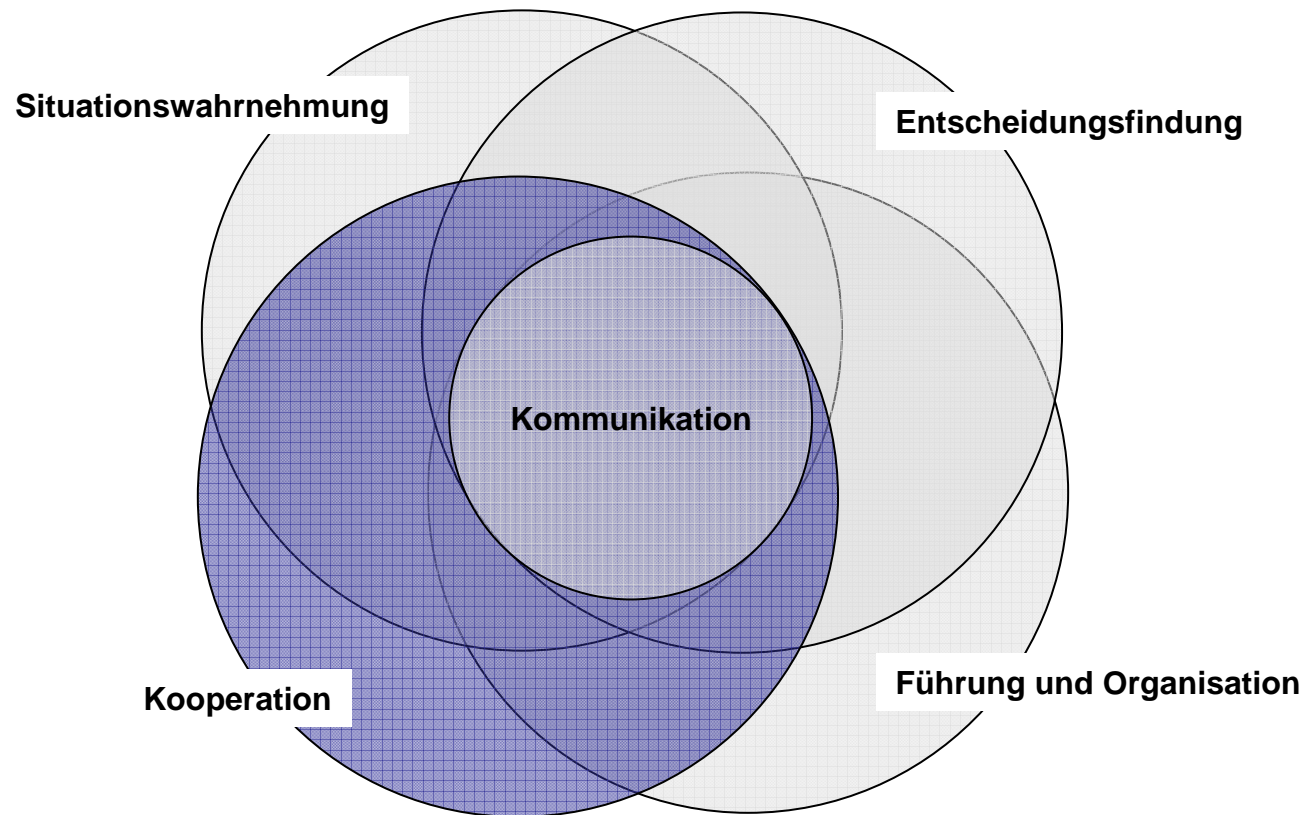 Situationswahrnehmung
Entscheidungsfindung
Kommunikation
Kooperation
Führung und Organisation